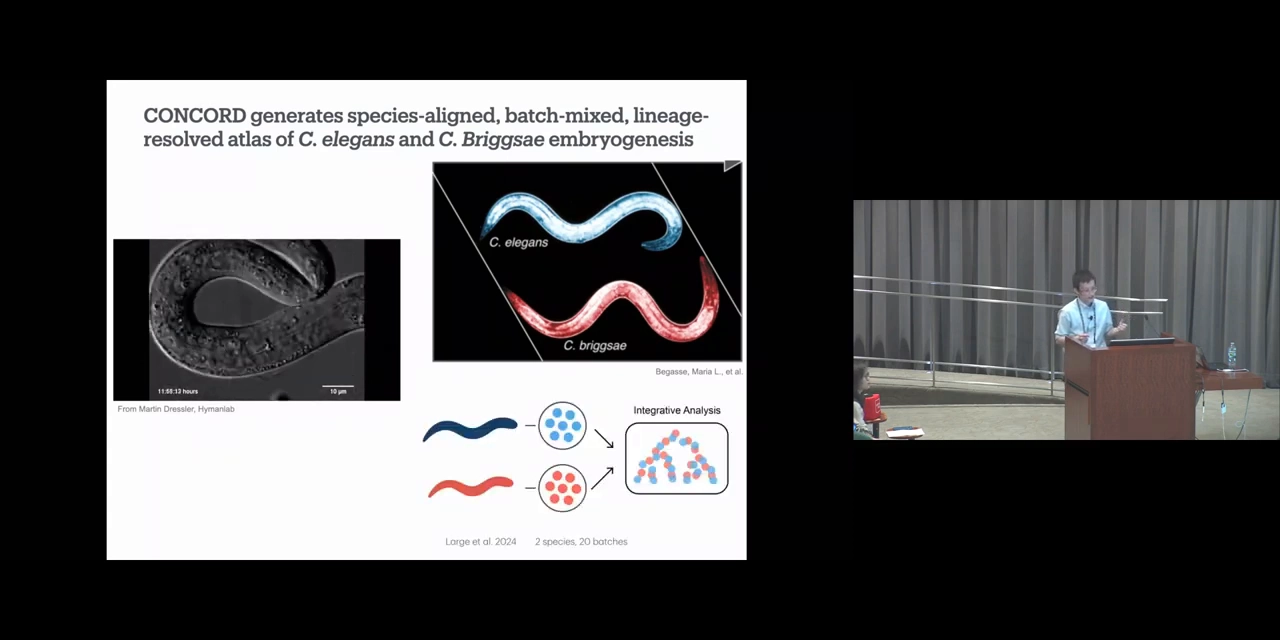 CONCORD generates species-aligned, batch-mixed, lineage-
resolved atlas of C. elegans and C. Briggsae embryogenesis
C. elegans
C. briggsae
Begasse, Maria L., et al.
11:58:13 hours
10 μm
From Martin Dressler, Hymanlab
Integrative Analysis
Large et al. 2024
2 species, 20 batches